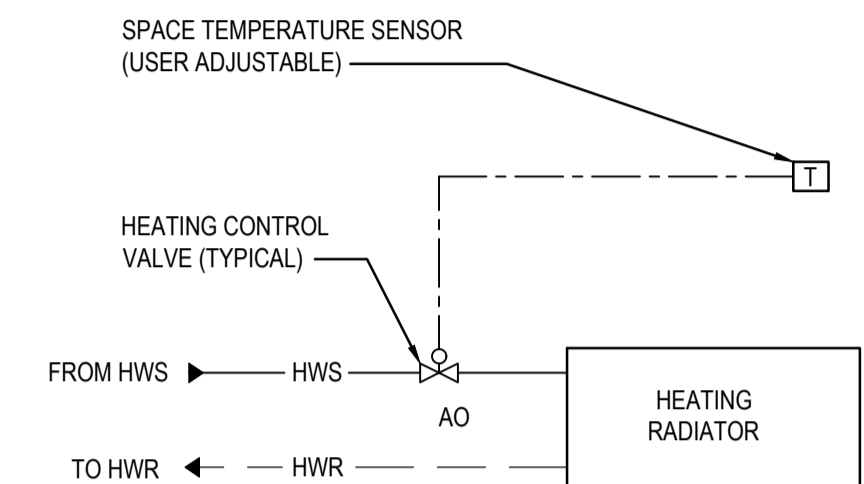 SPACE TEMPERATURE SENSOR
(USER ADJUSTABLE)
T
HEATING CONTROL
VALVE (TYPICAL)
FROM HWS
HWS
AO
HEATING
RADIATOR
TO HWR
HWR